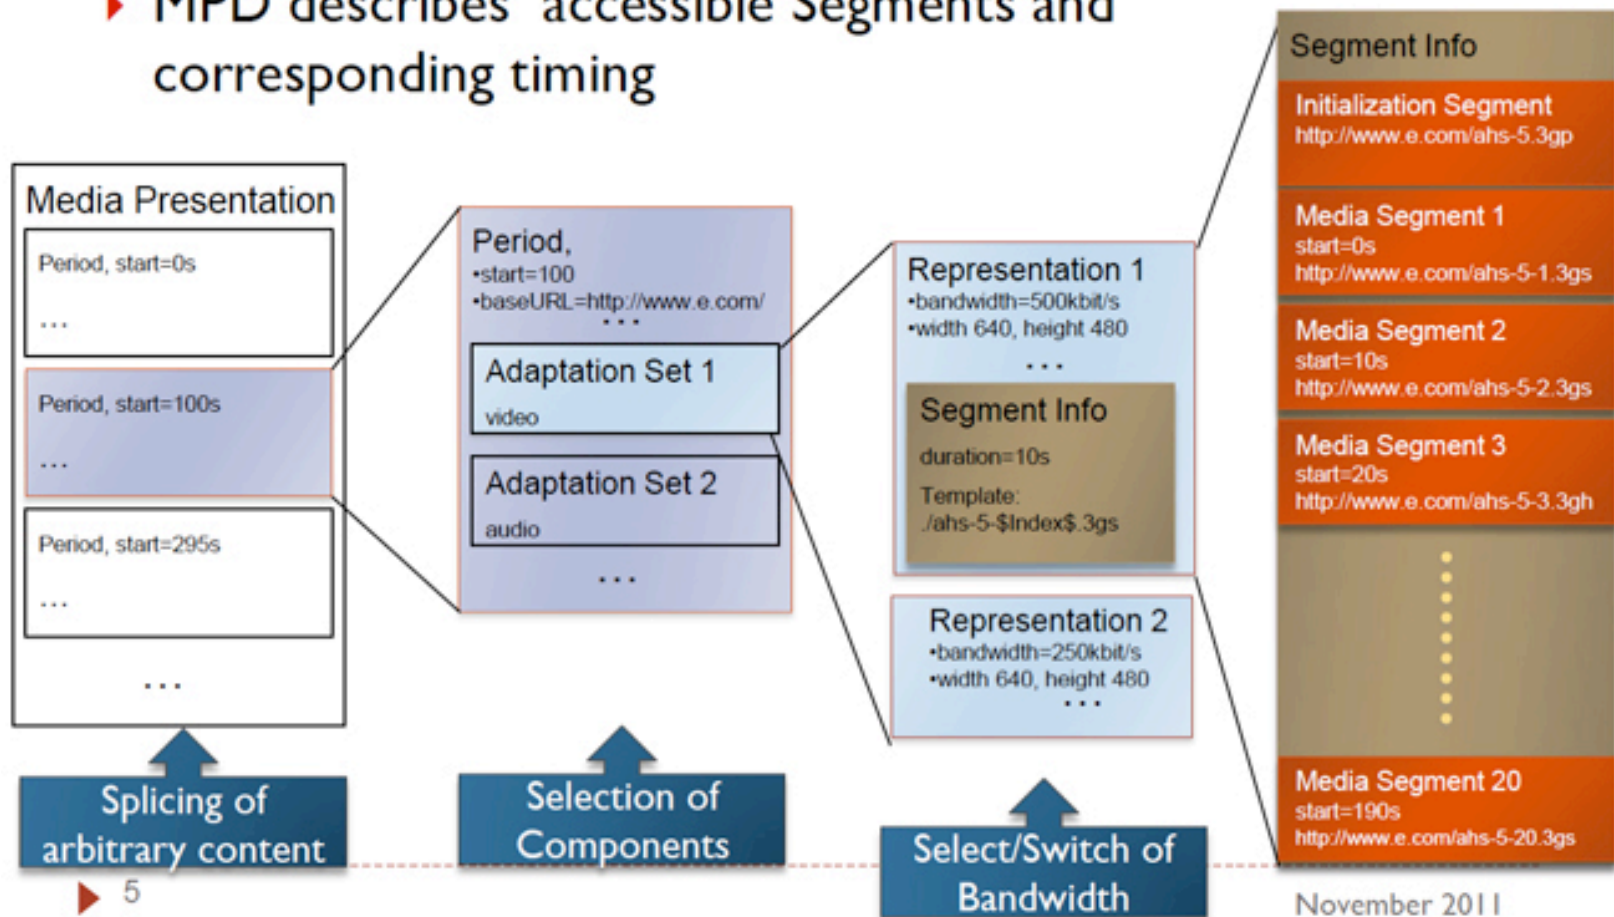 MPD describes accessible Segments and
corresponding timing
Media Presentation
Period, start=0s
...
Period, start=100s
...
Period, start=295s
...
...
Splicing of
arbitrary content
Period,
•start=100
•baseURL=http://www.e.com/
...
Adaptation Set 1
video
Adaptation Set 2
audio
...
Selection of
Components
Representation 1
•bandwidth=500kbit/s
•width 640, height 480
...
Segment Info
duration=10s
Template:
./ahs-5-$Index$.3gs
Representation 2
•bandwidth=250kbit/s
•width 640, height 480
...
Select/Switch of
Bandwidth
Segment Info
Initialization Segment
http://www.e.com/ahs-5.3gp
Media Segment 1
start=0s
http://www.e.com/ahs-5-1.3gs
Media Segment 2
start=10s
http://www.e.com/ahs-5-2.3gs
Media Segment 3
start=20s
http://www.e.com/ahs-5-3.3gh
Media Segment 20
start=190s
http://www.e.com/ahs-5-20.3gs
5
November 2011